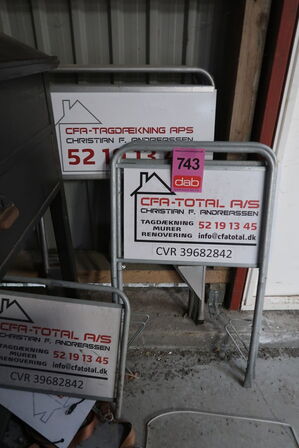 CFA-TAGDÆKNING APS
CHRISTIAN F. ANDREASSEN
52 19 13
743
dab
CFA-TOTAL A/S
CHRISTIAN F. ANDREASSEN
TAGDÆKNING
MURER
RENOVERING
52 19 13 45
info@cfatotal.dk
CVR 39682842
CFA-TOTAL A/S
CHRISTIAN F. ANDREASSEN
TAGDÆKNING
MURER
RENOVERING
52 19 13 45
info@cfatotal.dk
CVR 39682842